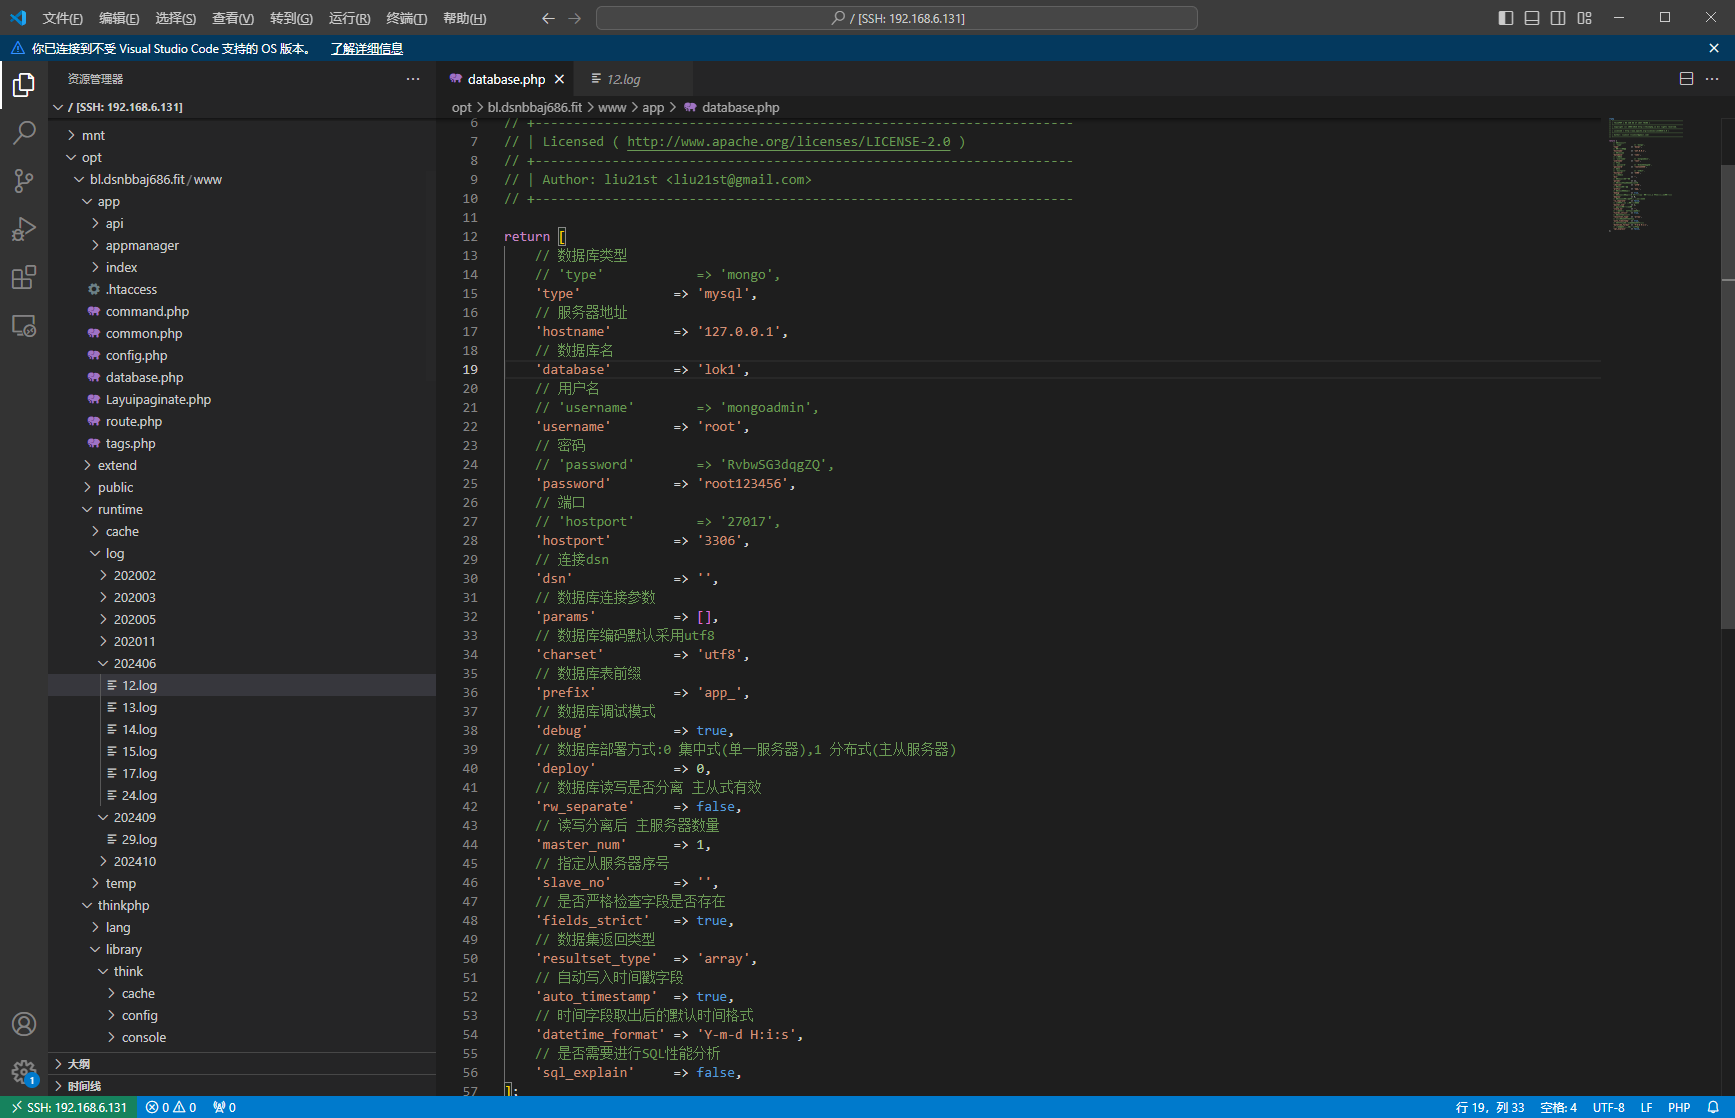 文件(F) 编辑(E) 选择(S) 查看(V) 转到(G) 运行(R) 终端(T) 帮助(H)
/ [SSH: 192.168.6.131]
你已连接到不受 Visual Studio Code 支持的 OS 版本。 了解详细信息
资源管理器
/ [SSH: 192.168.6.131]
mnt
opt
bl.dsnbbaj686.fit / www
app
api
appmanager
index
.htaccess
command.php
common.php
config.php
database.php
Layuipaginate.php
route.php
tags.php
extend
public
runtime
cache
log
202002
202003
202005
202011
202406
12.log
13.log
14.log
15.log
17.log
24.log
202409
29.log
202410
temp
thinkphp
lang
library
think
cache
config
console
大纲
时间线
database.php 12.log
opt > bl.dsnbbaj686.fit > www > app > database.php
6 // +----------------------------------------------------------------------
7 // | Licensed ( http://www.apache.org/licenses/LICENSE-2.0 )
8 // +----------------------------------------------------------------------
9 // | Author: liu21st <liu21st@gmail.com>
10 // +----------------------------------------------------------------------
11
12 return [
13 // 数据库类型
14 // 'type' => 'mongo',
15 'type' => 'mysql',
16 // 服务器地址
17 'hostname' => '127.0.0.1',
18 // 数据库名
19 'database' => 'lok1',
20 // 用户名
21 // 'username' => 'mongoadmin',
22 'username' => 'root',
23 // 密码
24 // 'password' => 'RvbwSG3dqgZQ',
25 'password' => 'root123456',
26 // 端口
27 // 'hostport' => '27017',
28 'hostport' => '3306',
29 // 连接dsn
30 'dsn' => '',
31 // 数据库连接参数
32 'params' => [],
33 // 数据库编码默认采用utf8
34 'charset' => 'utf8',
35 // 数据库表前缀
36 'prefix' => 'app_',
37 // 数据库调试模式
38 'debug' => true,
39 // 数据库部署方式:0 集中式(单一服务器),1 分布式(主从服务器)
40 'deploy' => 0,
41 // 数据库读写是否分离 主从式有效
42 'rw_separate' => false,
43 // 读写分离后 主服务器数量
44 'master_num' => 1,
45 // 指定从服务器序号
46 'slave_no' => '',
47 // 是否严格检查字段是否存在
48 'fields_strict' => true,
49 // 数据集返回类型
50 'resultset_type' => 'array',
51 // 自动写入时间戳字段
52 'auto_timestamp' => true,
53 // 时间字段取出后的默认时间格式
54 'datetime_format' => 'Y-m-d H:i:s',
55 // 是否需要进行SQL性能分析
56 'sql_explain' => false,
57 ];
1
SSH: 192.168.6.131 0 0 0 行 19, 列 33 空格: 4 UTF-8 LF PHP